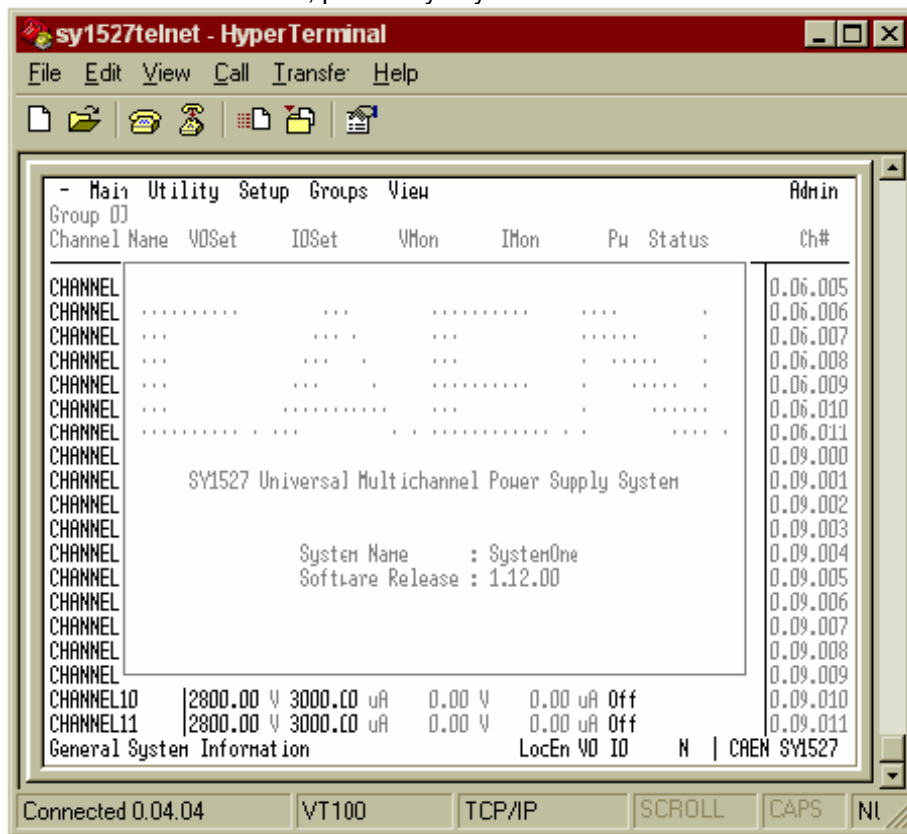 sy1527telnet - HyperTerminal
File Edit View Call Transfer Help
- Main Utility Setup Groups View Admin
Group 00
Channel Name V0Set I0Set VMon IMon Pw Status Ch#
CHANNEL 0.06.005
CHANNEL 0.06.006
CHANNEL 0.06.007
CHANNEL 0.06.008
CHANNEL 0.06.009
CHANNEL 0.06.010
CHANNEL 0.06.011
CHANNEL 0.09.000
CHANNEL SY1527 Universal Multichannel Power Supply System 0.09.001
CHANNEL 0.09.002
CHANNEL 0.09.003
CHANNEL System Name : SystemOne 0.09.004
CHANNEL Software Release : 1.12.00 0.09.005
CHANNEL 0.09.006
CHANNEL 0.09.007
CHANNEL 0.09.008
CHANNEL 0.09.009
CHANNEL10 2800.00 V 3000.00 uA 0.00 V 0.00 uA Off 0.09.010
CHANNEL11 2800.00 V 3000.00 uA 0.00 V 0.00 uA Off 0.09.011
General System Information LocEn V0 I0 N | CAEN SY1527
Connected 0.04.04 VT100 TCP/IP SCROLL CAPS